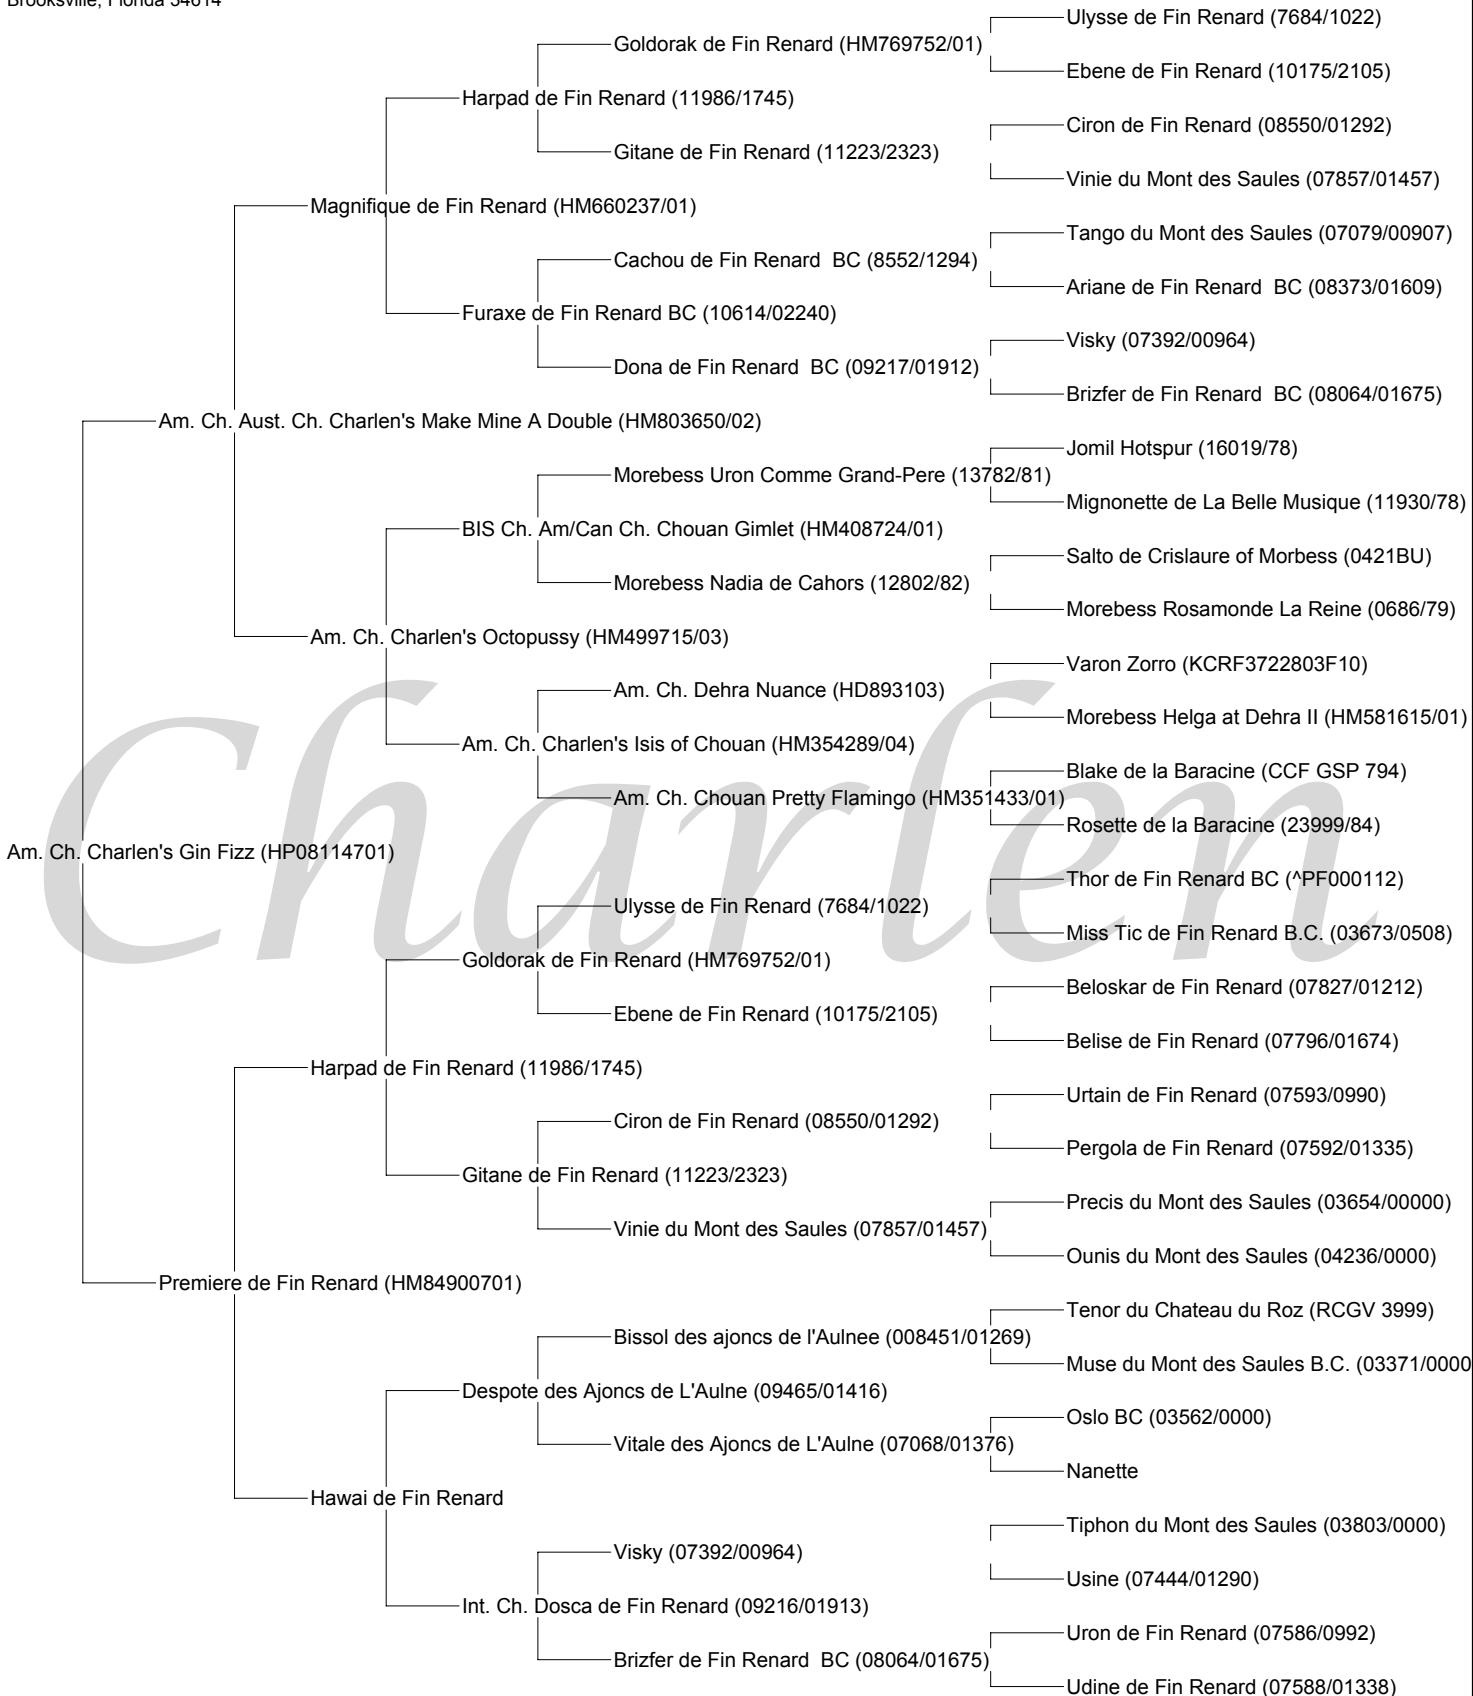 Brooksville, Florida 34614
Ulysse de Fin Renard (7684/1022)
Goldorak de Fin Renard (HM769752/01)
Ebene de Fin Renard (10175/2105)
Harpad de Fin Renard (11986/1745)
Ciron de Fin Renard (08550/01292)
Gitane de Fin Renard (11223/2323)
Vinie du Mont des Saules (07857/01457)
Magnifique de Fin Renard (HM660237/01)
Tango du Mont des Saules (07079/00907)
Cachou de Fin Renard  BC (8552/1294)
Ariane de Fin Renard  BC (08373/01609)
Furaxe de Fin Renard BC (10614/02240)
Visky (07392/00964)
Dona de Fin Renard  BC (09217/01912)
Brizfer de Fin Renard  BC (08064/01675)
Am. Ch. Aust. Ch. Charlen's Make Mine A Double (HM803650/02)
Jomil Hotspur (16019/78)
Morebess Uron Comme Grand-Pere (13782/81)
Mignonette de La Belle Musique (11930/78)
BIS Ch. Am/Can Ch. Chouan Gimlet (HM408724/01)
Salto de Crislaure of Morbess (0421BU)
Morebess Nadia de Cahors (12802/82)
Morebess Rosamonde La Reine (0686/79)
Am. Ch. Charlen's Octopussy (HM499715/03)
Varon Zorro (KCRF3722803F10)
Am. Ch. Dehra Nuance (HD893103)
Morebess Helga at Dehra II (HM581615/01)
Am. Ch. Charlen's Isis of Chouan (HM354289/04)
Blake de la Baracine (CCF GSP 794)
Am. Ch. Chouan Pretty Flamingo (HM351433/01)
Rosette de la Baracine (23999/84)
Charlen
Am. Ch. Charlen's Gin Fizz (HP08114701)
Thor de Fin Renard BC (^PF000112)
Ulysse de Fin Renard (7684/1022)
Miss Tic de Fin Renard B.C. (03673/0508)
Goldorak de Fin Renard (HM769752/01)
Beloskar de Fin Renard (07827/01212)
Ebene de Fin Renard (10175/2105)
Belise de Fin Renard (07796/01674)
Harpad de Fin Renard (11986/1745)
Urtain de Fin Renard (07593/0990)
Ciron de Fin Renard (08550/01292)
Pergola de Fin Renard (07592/01335)
Gitane de Fin Renard (11223/2323)
Precis du Mont des Saules (03654/00000)
Vinie du Mont des Saules (07857/01457)
Ounis du Mont des Saules (04236/0000)
Premiere de Fin Renard (HM84900701)
Tenor du Chateau du Roz (RCGV 3999)
Bissol des ajoncs de l'Aulnee (008451/01269)
Muse du Mont des Saules B.C. (03371/0000
Despote des Ajoncs de L'Aulne (09465/01416)
Oslo BC (03562/0000)
Vitale des Ajoncs de L'Aulne (07068/01376)
Nanette
Hawai de Fin Renard
Tiphon du Mont des Saules (03803/0000)
Visky (07392/00964)
Usine (07444/01290)
Int. Ch. Dosca de Fin Renard (09216/01913)
Uron de Fin Renard (07586/0992)
Brizfer de Fin Renard  BC (08064/01675)
Udine de Fin Renard (07588/01338)